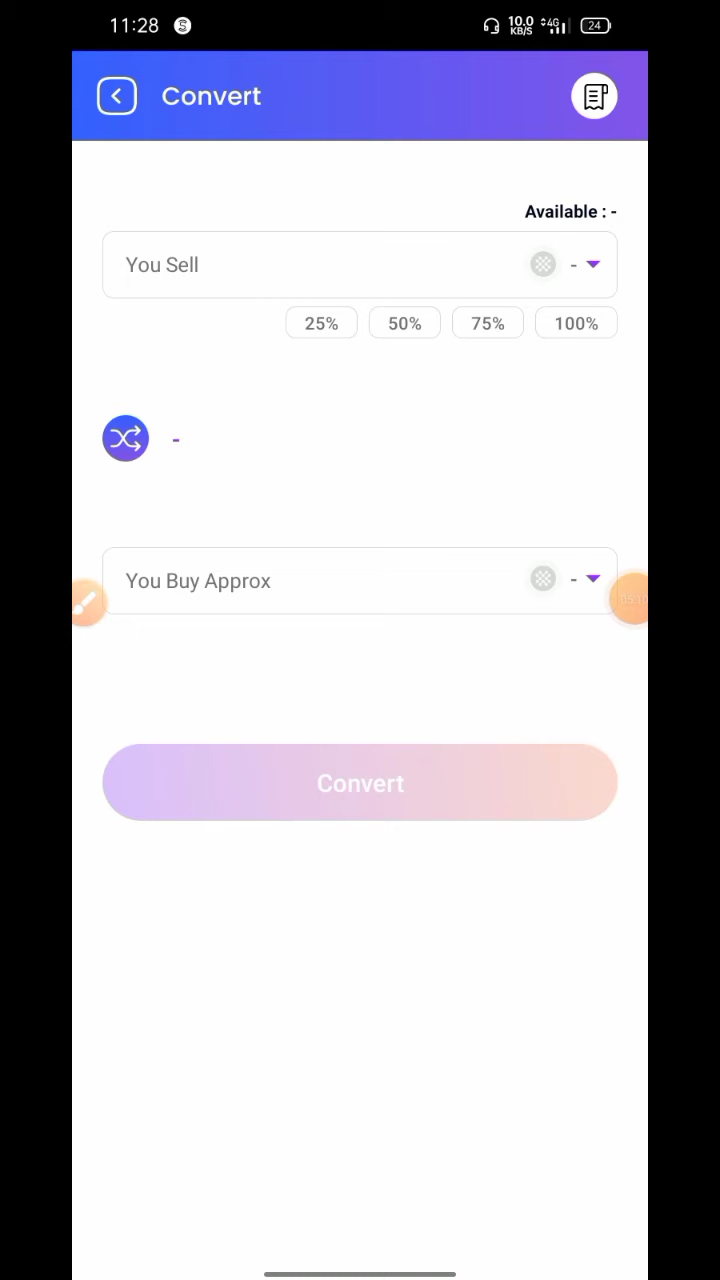 11:28
10.0
KB/S
4G
24
Convert
Available : -
You Sell
-
25% 50% 75% 100%
-
You Buy Approx
-
Convert